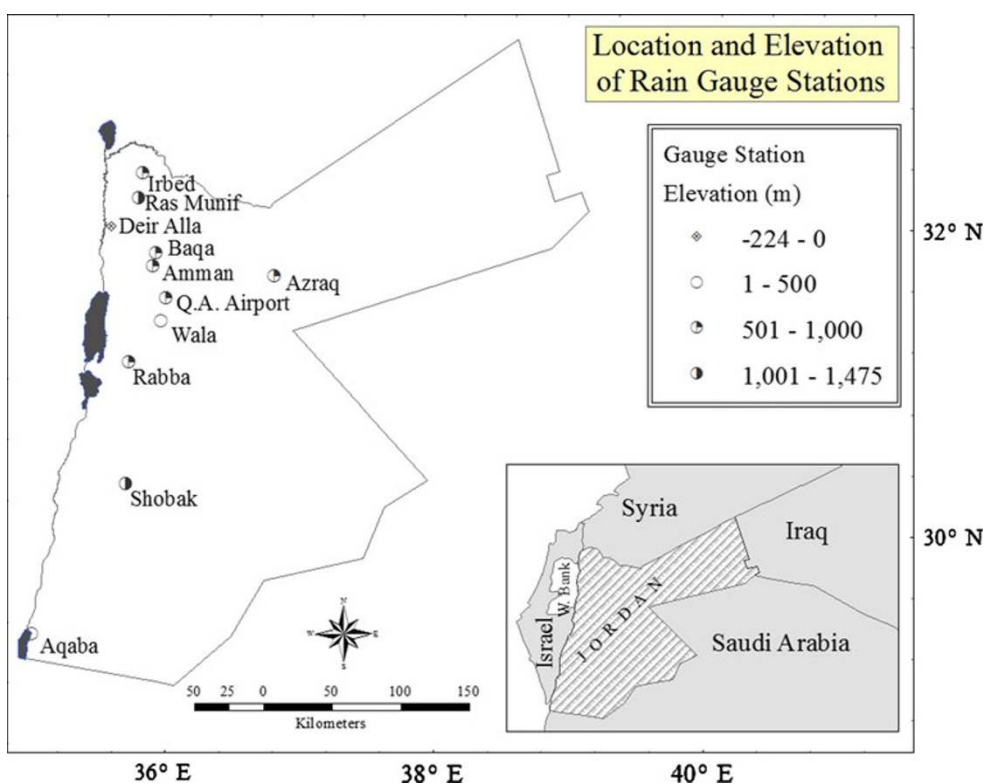 Location and Elevation
of Rain Gauge Stations
Gauge Station
Elevation (m)
-224 - 0
1 - 500
501 - 1,000
1,001 - 1,475
Irbed
Ras Munif
Deir Alla
Baqa
Amman
Azraq
Q.A. Airport
Wala
Rabba
Shobak
Aqaba
N
W E
S
50 25 0 50 100 150
Kilometers
Syria
Iraq
W. Bank
Israel
JORDAN
Saudi Arabia
32° N
30° N
36° E 38° E 40° E